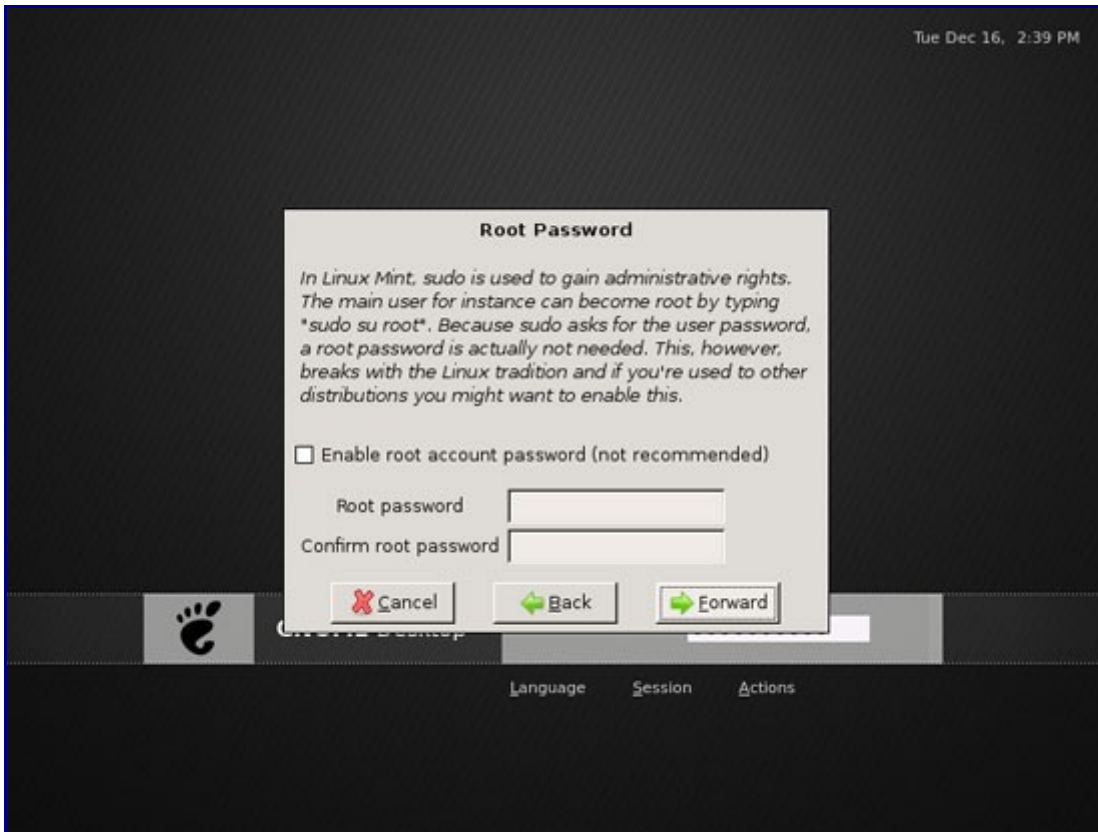 Tue Dec 16, 2:39 PM
Root Password
In Linux Mint, sudo is used to gain administrative rights.
The main user for instance can become root by typing
"sudo su root". Because sudo asks for the user password,
a root password is actually not needed. This, however,
breaks with the Linux tradition and if you're used to other
distributions you might want to enable this.
Enable root account password (not recommended)
Root password
Confirm root password
Cancel
Back
Forward
GNOME Desktop
Language
Session
Actions